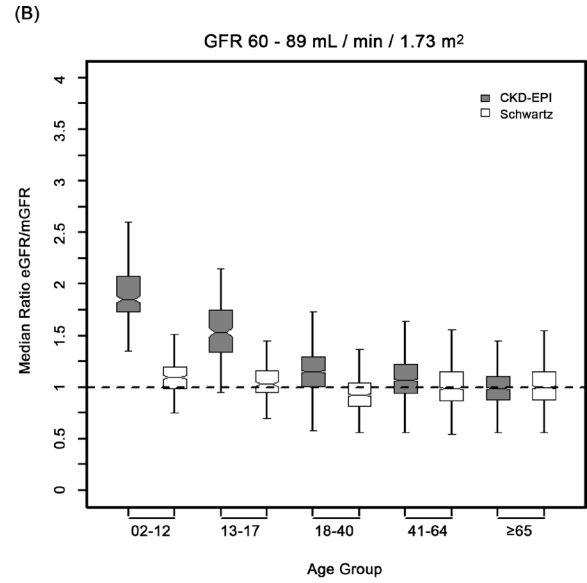 (B)
GFR 60 - 89 mL / min / 1.73 m²
CKD-EPI
Schwartz
Median Ratio eGFR/mGFR
4
3.5
3
2.5
2
1.5
1
0.5
0
02-12 13-17 18-40 41-64 ≥65
Age Group